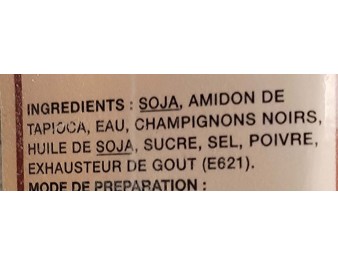 INGREDIENTS : SOJA, AMIDON DE
TAPIOCA, EAU, CHAMPIGNONS NOIRS,
HUILE DE SOJA, SUCRE, SEL, POIVRE,
EXHAUSTEUR DE GOUT (E621).
MODE DE PREPARATION :